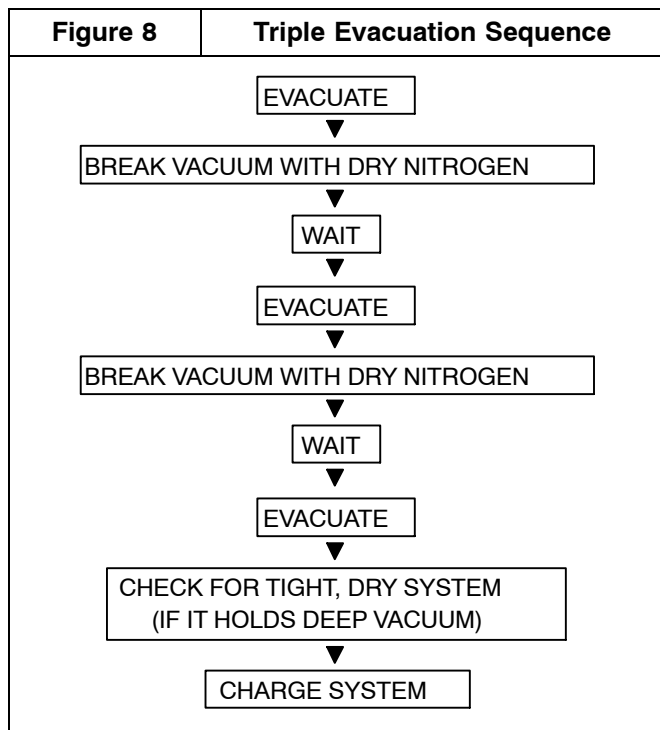 Figure 8 Triple Evacuation Sequence
EVACUATE
BREAK VACUUM WITH DRY NITROGEN
WAIT
EVACUATE
BREAK VACUUM WITH DRY NITROGEN
WAIT
EVACUATE
CHECK FOR TIGHT, DRY SYSTEM
(IF IT HOLDS DEEP VACUUM)
CHARGE SYSTEM